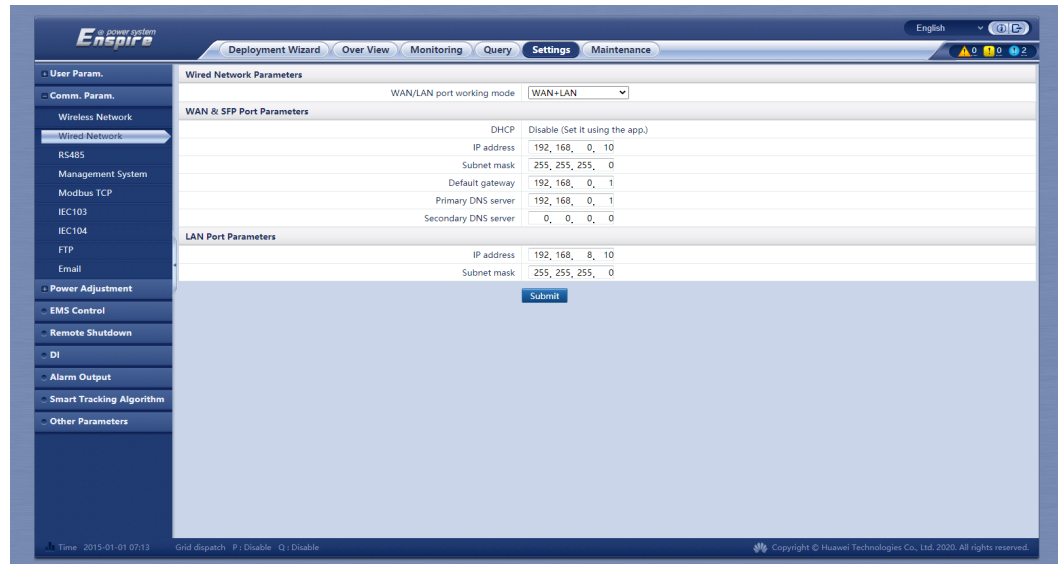 e power system
Enspire
English
Deployment Wizard Over View Monitoring Query Settings Maintenance
0 0 2
User Param.
Comm. Param.
Wireless Network
Wired Network
RS485
Management System
Modbus TCP
IEC103
IEC104
FTP
Email
Power Adjustment
EMS Control
Remote Shutdown
DI
Alarm Output
Smart Tracking Algorithm
Other Parameters
Wired Network Parameters
WAN/LAN port working mode WAN+LAN
WAN & SFP Port Parameters
DHCP Disable (Set it using the app.)
IP address 192. 168. 0. 10
Subnet mask 255. 255. 255. 0
Default gateway 192. 168. 0. 1
Primary DNS server 192. 168. 0. 1
Secondary DNS server 0. 0. 0. 0
LAN Port Parameters
IP address 192. 168. 8. 10
Subnet mask 255. 255. 255. 0
Submit
Time 2015-01-01 07:13 Grid dispatch P : Disable Q : Disable Copyright © Huawei Technologies Co., Ltd. 2020. All rights reserved.